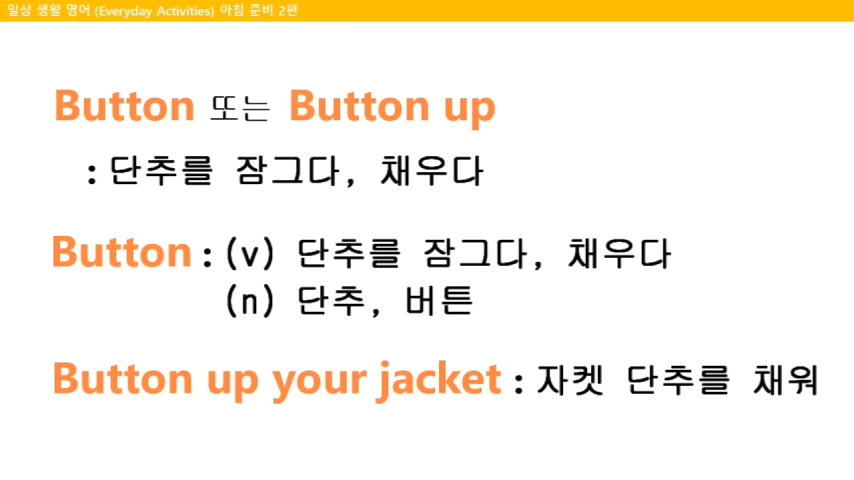 일상 생활 영어 (Everyday Activities) 아침 준비 2편
Button 또는 Button up
: 단추를 잠그다, 채우다
Button : (v) 단추를 잠그다, 채우다
(n) 단추, 버튼
Button up your jacket : 자켓 단추를 채워